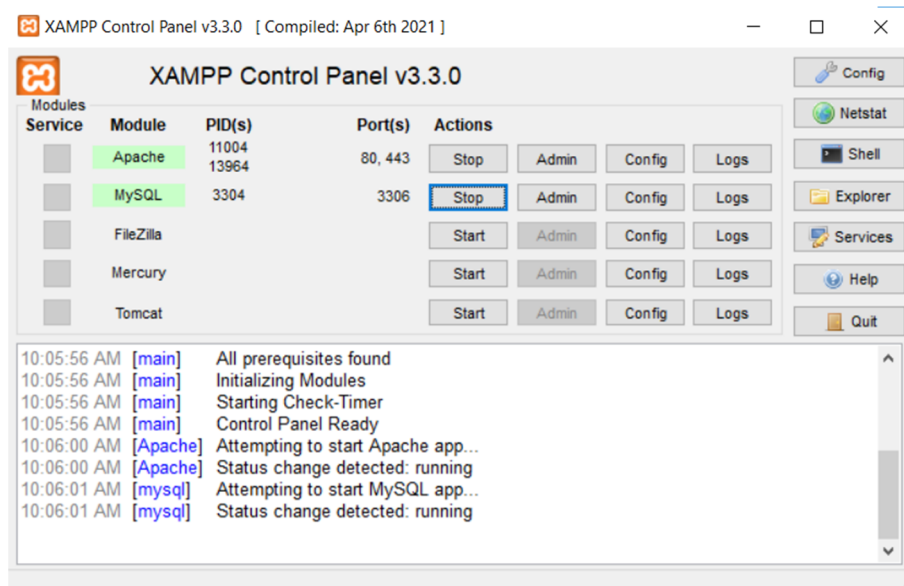 XAMPP Control Panel v3.3.0 [ Compiled: Apr 6th 2021 ]
XAMPP Control Panel v3.3.0
Config
Modules
Service Module PID(s) Port(s) Actions
Netstat
Apache 11004 13964 80, 443 Stop Admin Config Logs
Shell
MySQL 3304 3306 Stop Admin Config Logs
Explorer
FileZilla Start Admin Config Logs
Services
Mercury Start Admin Config Logs
Help
Tomcat Start Admin Config Logs
Quit
10:05:56 AM [main] All prerequisites found
10:05:56 AM [main] Initializing Modules
10:05:56 AM [main] Starting Check-Timer
10:05:56 AM [main] Control Panel Ready
10:06:00 AM [Apache] Attempting to start Apache app...
10:06:00 AM [Apache] Status change detected: running
10:06:01 AM [mysql] Attempting to start MySQL app...
10:06:01 AM [mysql] Status change detected: running